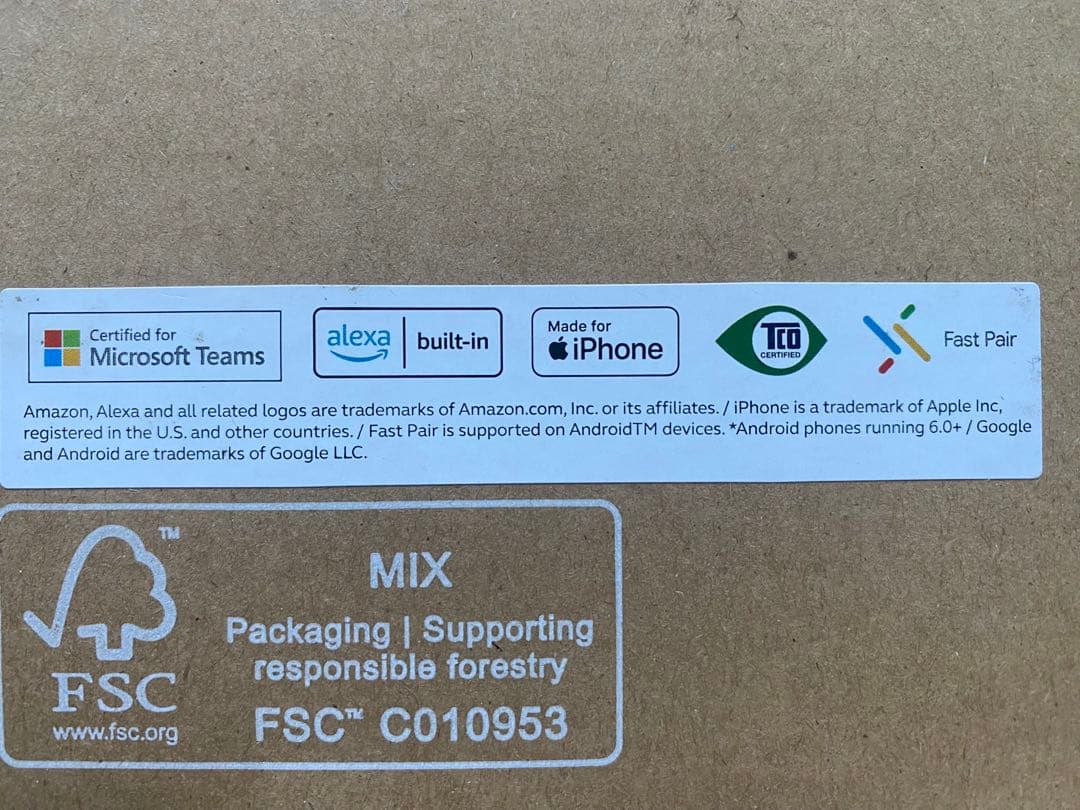 Certified for
Microsoft Teams
alexa built-in
Made for
iPhone
TCO
CERTIFIED
Fast Pair
Amazon, Alexa and all related logos are trademarks of Amazon.com, Inc. or its affiliates. / iPhone is a trademark of Apple Inc,
registered in the U.S. and other countries. / Fast Pair is supported on AndroidTM devices. *Android phones running 6.0+ / Google
and Android are trademarks of Google LLC.
TM
FSC
www.fsc.org
MIX
Packaging | Supporting
responsible forestry
FSC™ C010953